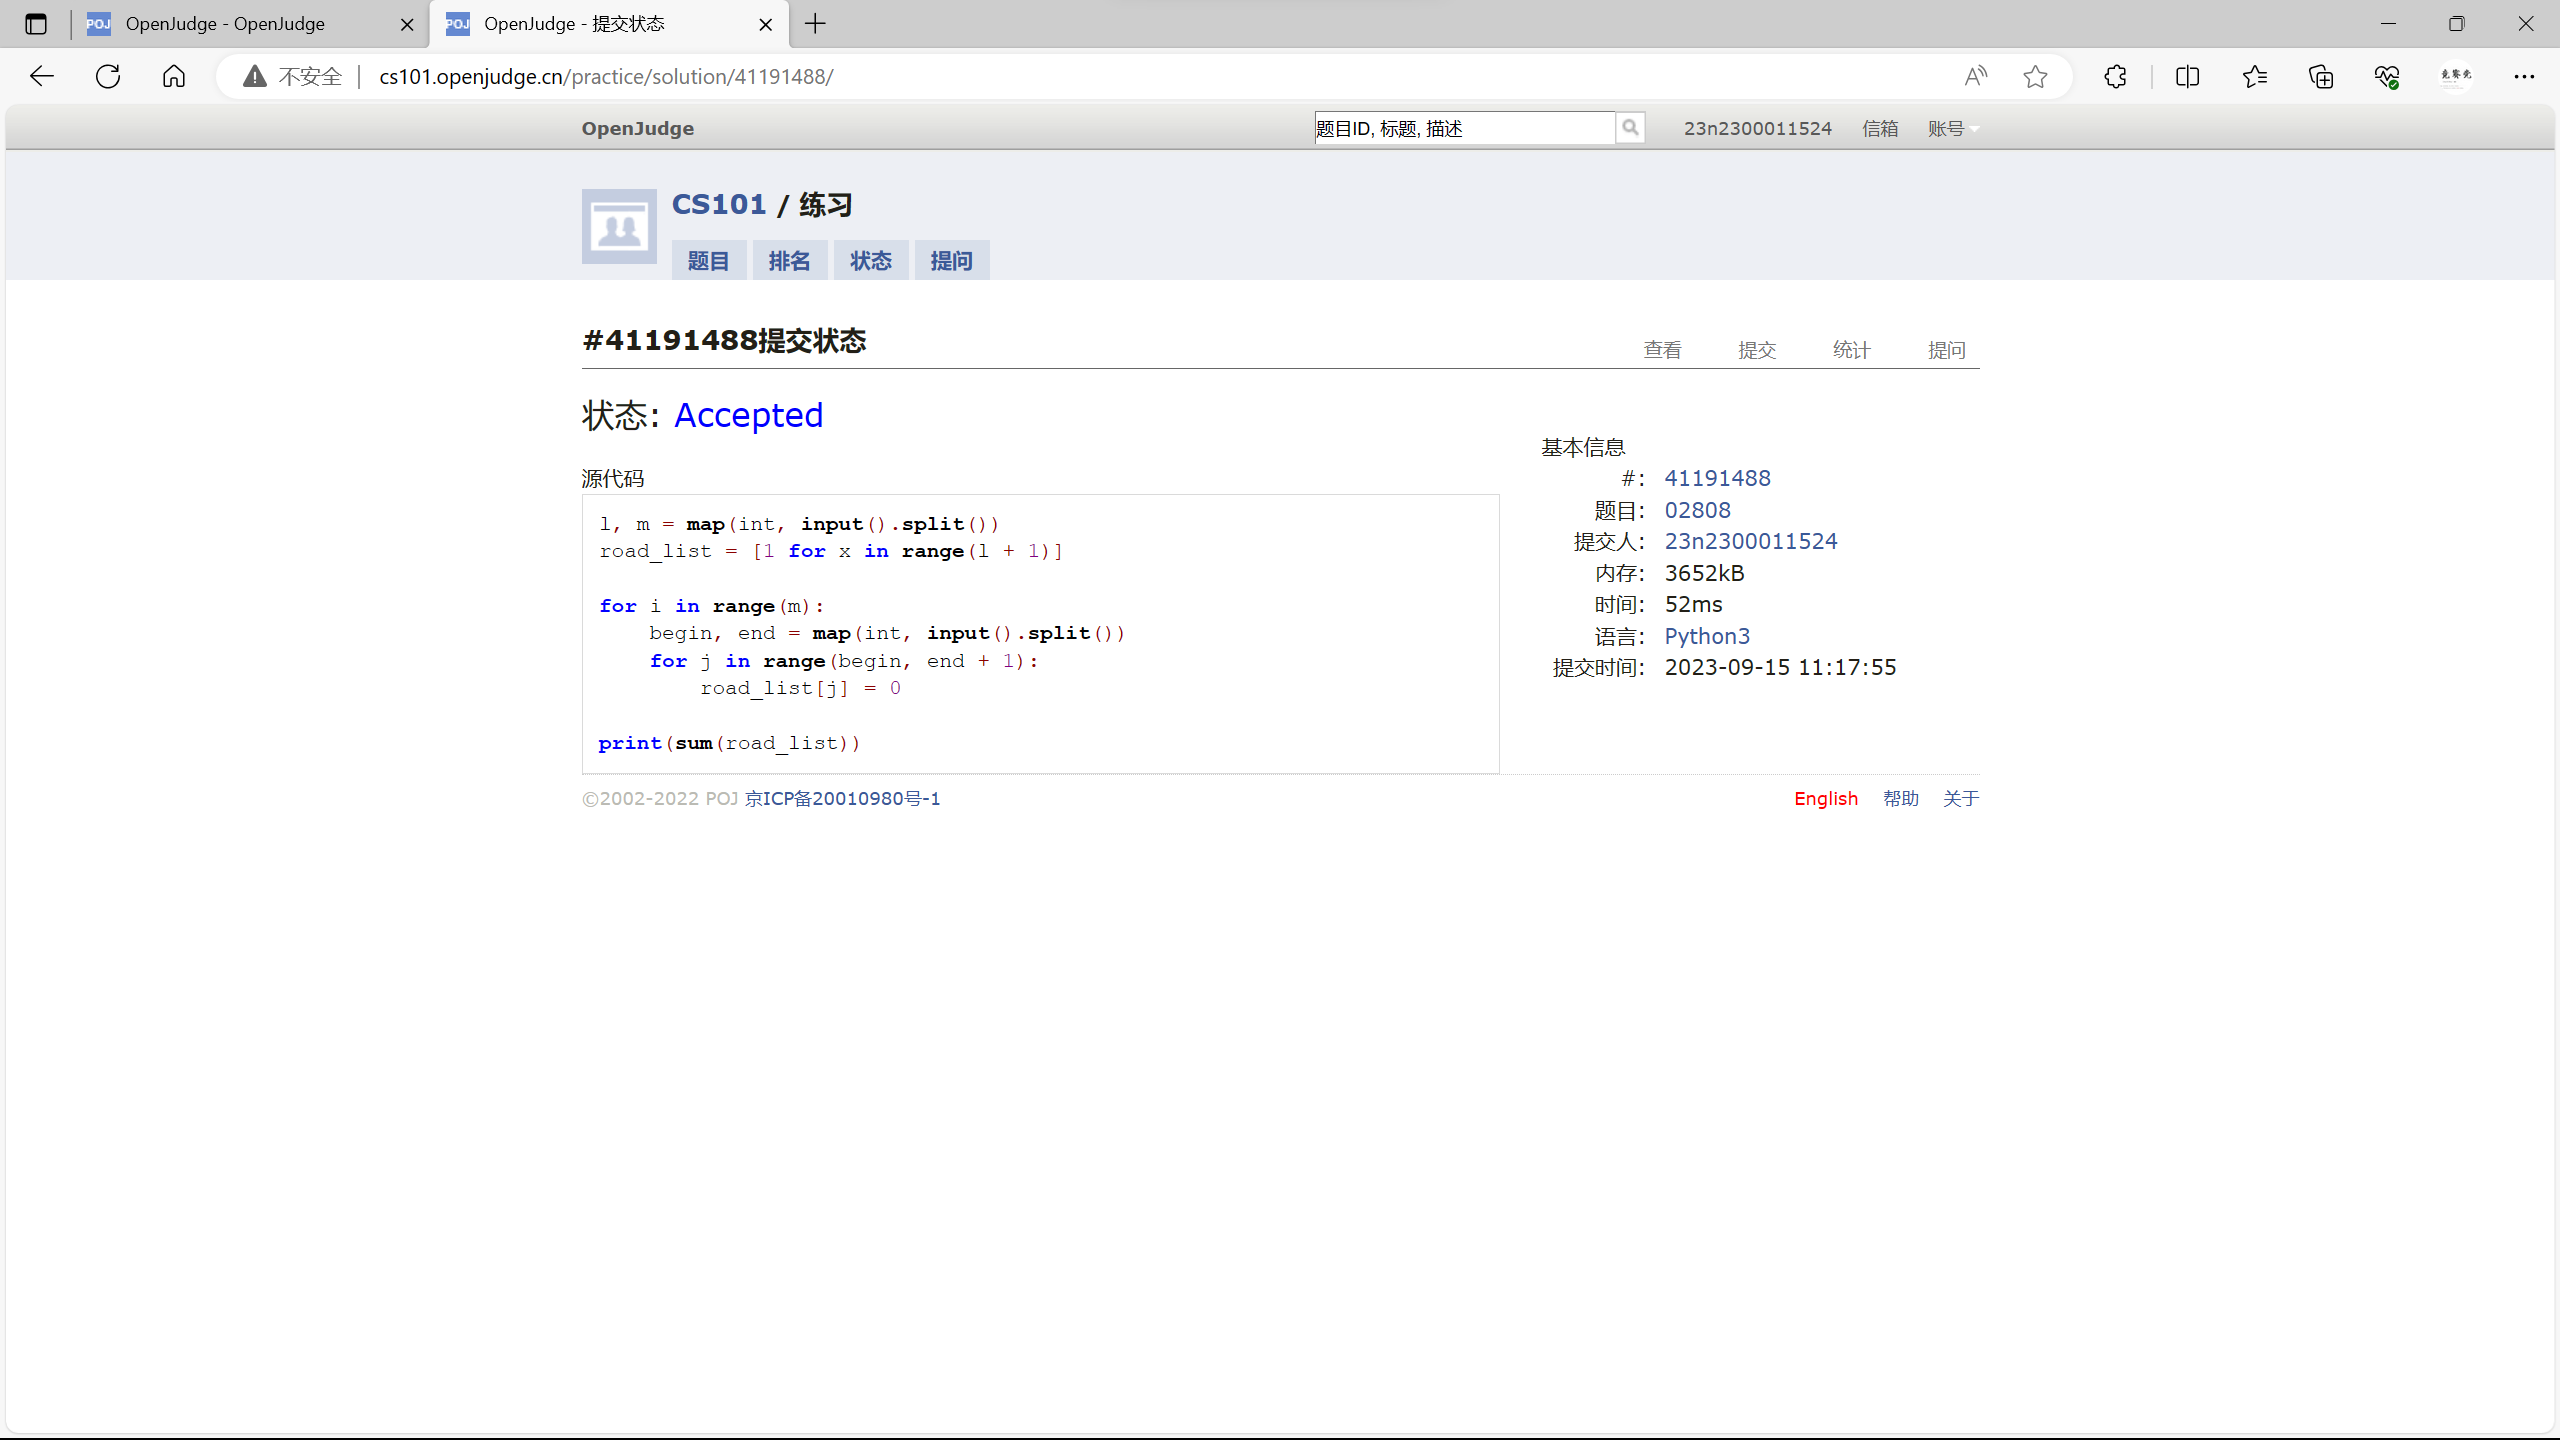 OpenJudge - OpenJudge
OpenJudge - 提交状态
不安全
cs101.openjudge.cn/practice/solution/41191488/
OpenJudge
题目ID, 标题, 描述
23n2300011524
信箱
账号
CS101 / 练习
题目
排名
状态
提问
#41191488提交状态
查看
提交
统计
提问
状态: Accepted
源代码
l, m = map(int, input().split())
road_list = [1 for x in range(l + 1)]
for i in range(m):
    begin, end = map(int, input().split())
    for j in range(begin, end + 1):
        road_list[j] = 0
print(sum(road_list))
基本信息
#: 41191488
题目: 02808
提交人: 23n2300011524
内存: 3652kB
时间: 52ms
语言: Python3
提交时间: 2023-09-15 11:17:55
©2002-2022 POJ 京ICP备20010980号-1
English
帮助
关于